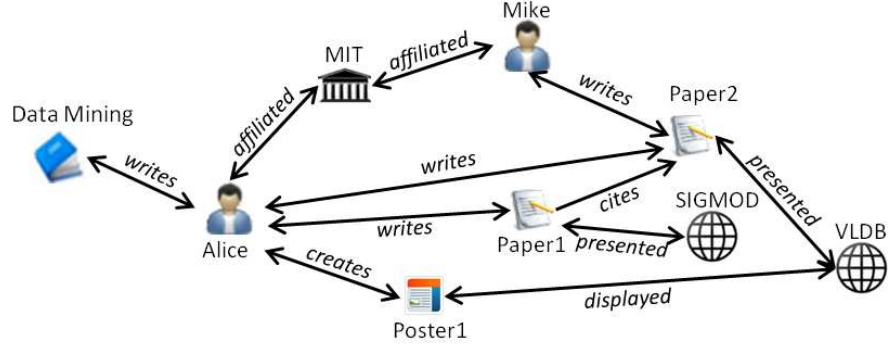 Mike
MIT
affiliated
writes
Paper2
Data Mining
affiliated
writes
writes
presented
cites
SIGMOD
Alice
writes
Paper1
presented
VLDB
creates
displayed
Poster1